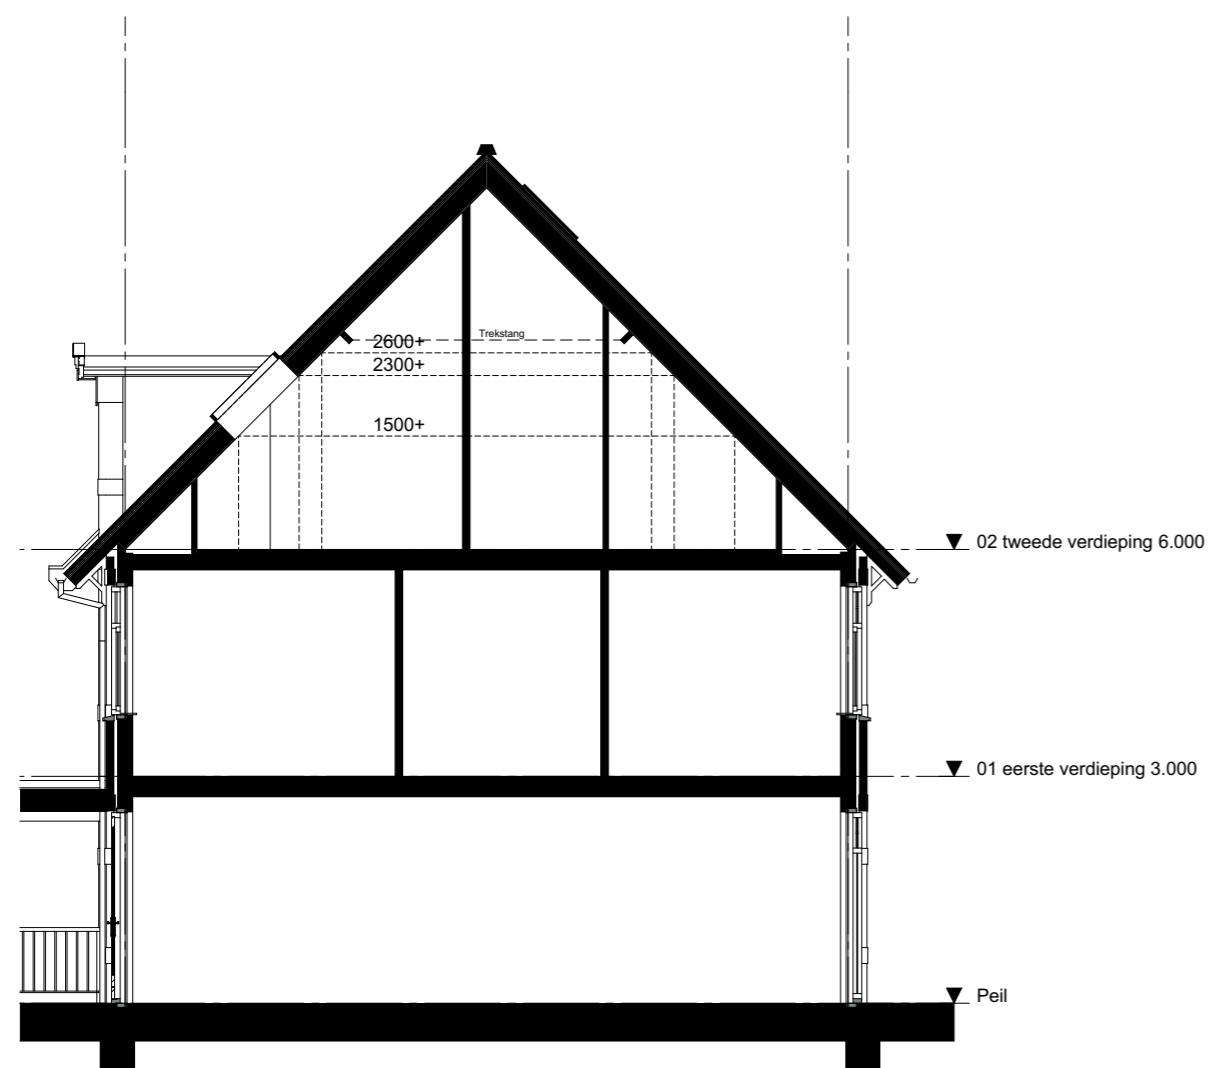 Trekstang
2600+
2300+
1500+
02 tweede verdieping 6.000
01 eerste verdieping 3.000
Peil